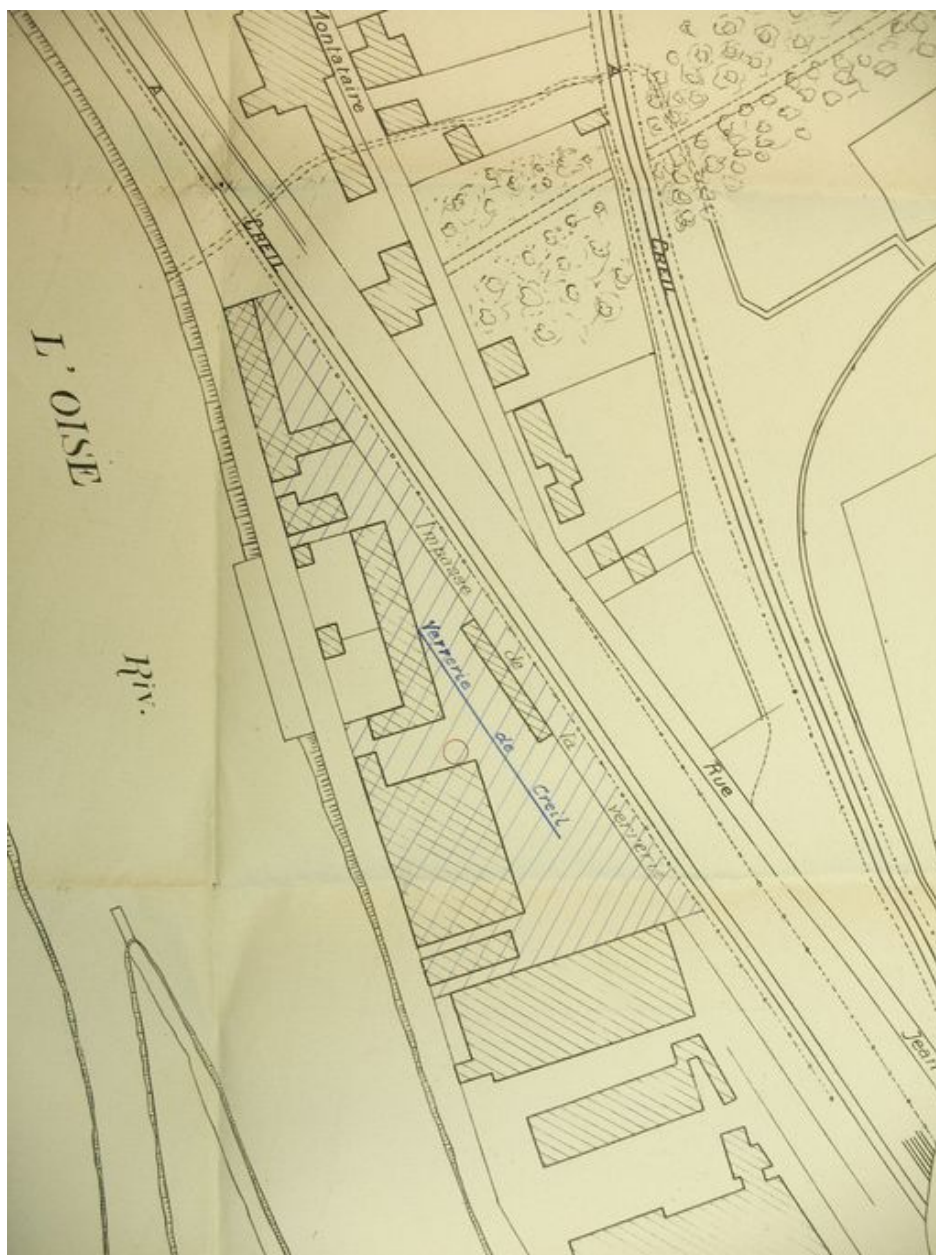 Montataire
A
CREIL
A
CREIL
L'OISE
Riv.
Impasse de la verrerie
Verrerie de Creil
Rue
Jean